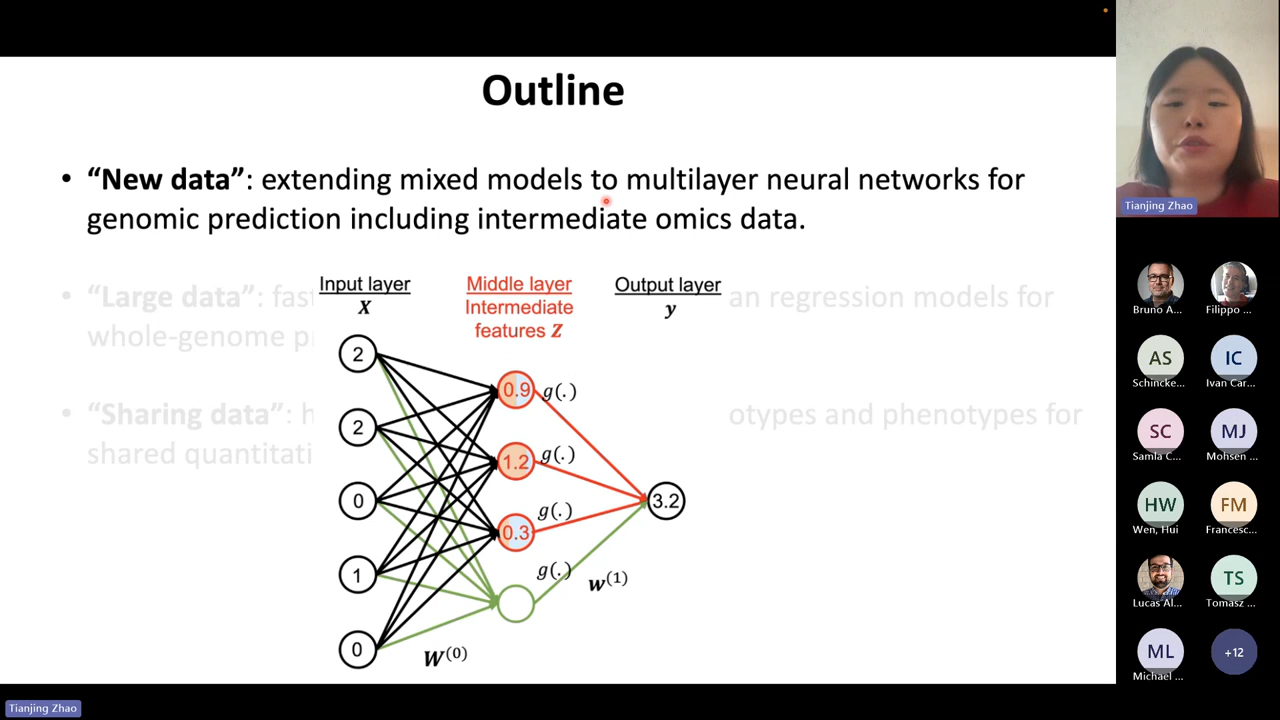 Outline
• “New data”: extending mixed models to multilayer neural networks for
genomic prediction including intermediate omics data.
• “Large data”: fast an regression models for
whole-genome
• “Sharing data”: otypes and phenotypes for
shared quantitati
Input layer
X
Middle layer
Intermediate
features Z
Output layer
y
2
2
0
1
0
0.9
1.2
0.3
g(.)
g(.)
g(.)
g(.)
3.2
W(0)
w(1)
Tianjing Zhao
Bruno A...
Filippo ...
AS
Schincke...
IC
Ivan Car...
SC
Samla C...
MJ
Mohsen ...
HW
Wen, Hui
FM
Francesc...
Lucas Al...
TS
Tomasz ...
ML
Michael ...
+12
Tianjing Zhao